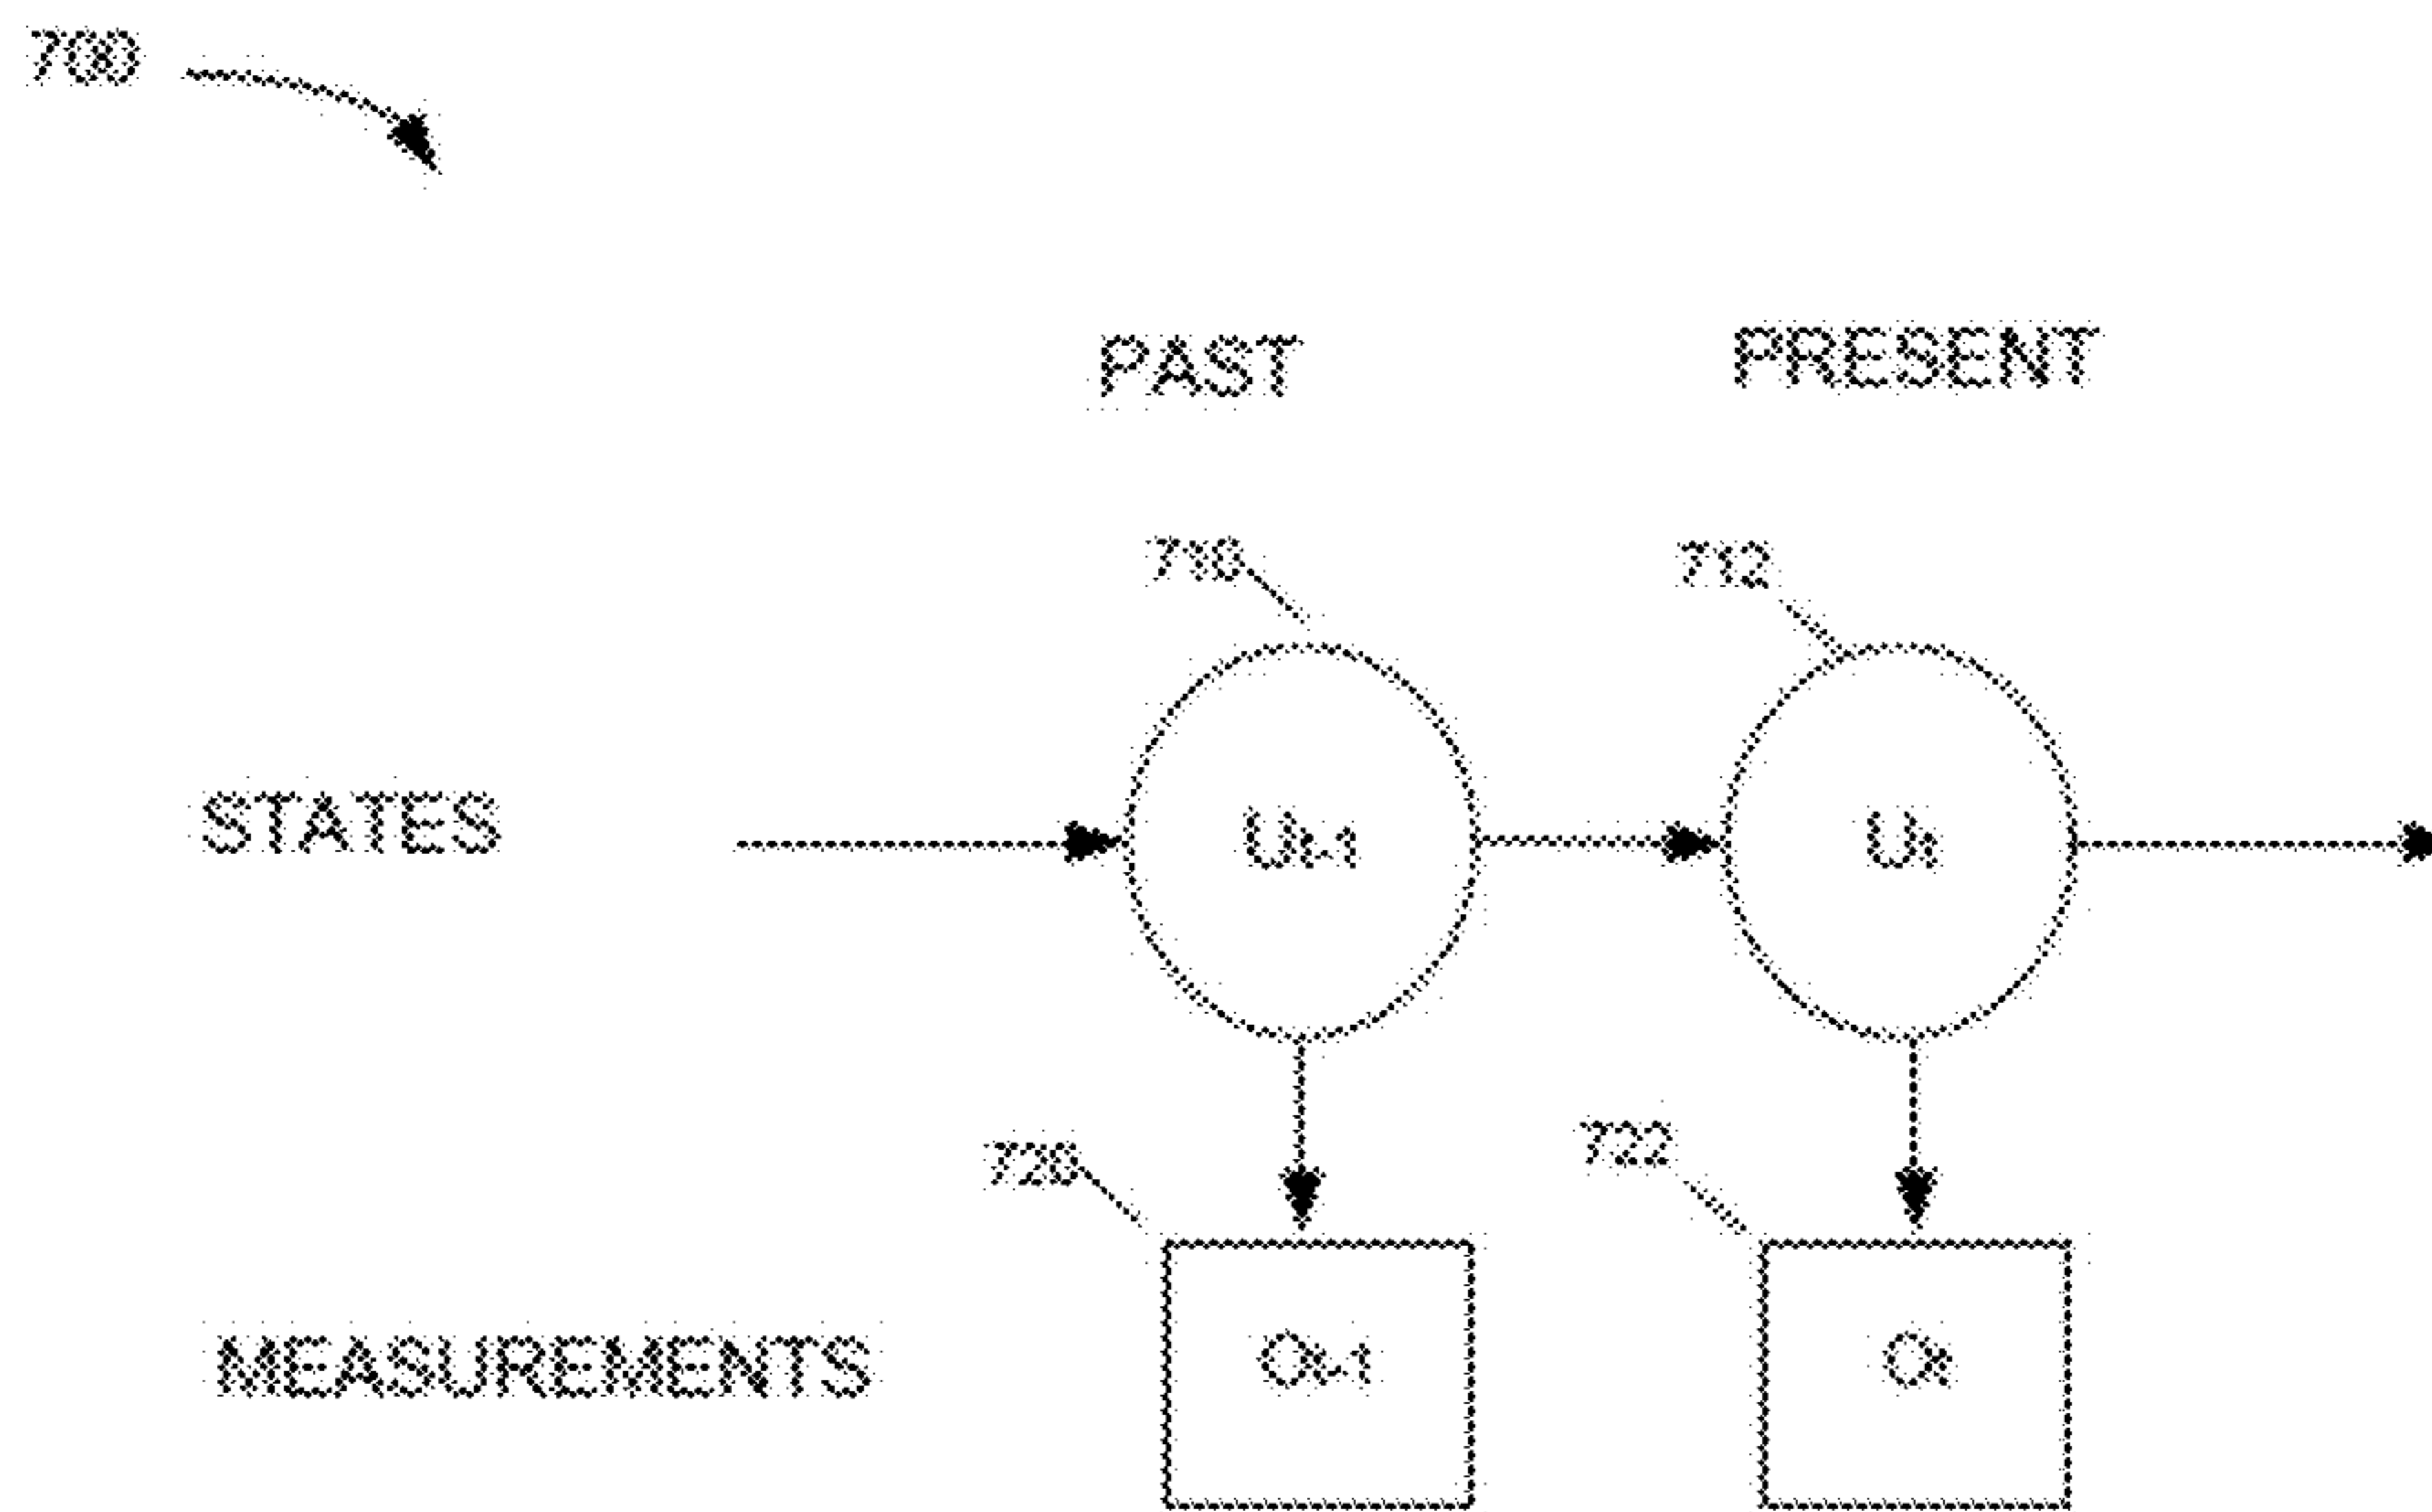 700
PAST PRESENT
710 712
STATES Ut-1 Ut
720 722
MEASUREMENTS Ot-1 Ot